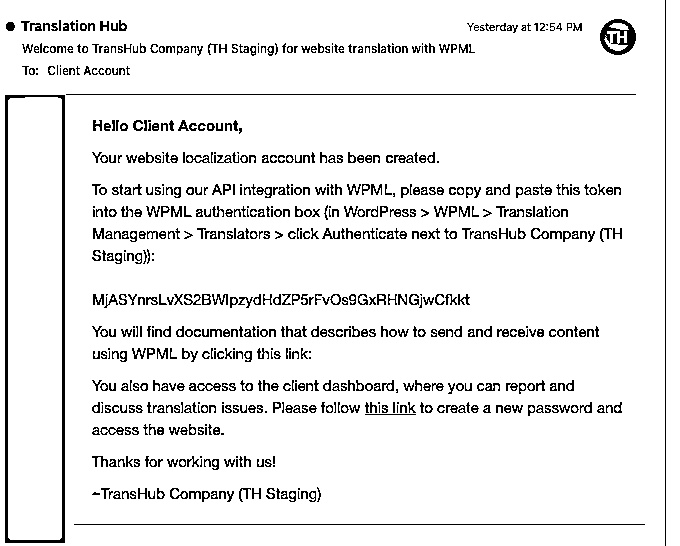 Translation Hub
Yesterday at 12:54 PM
TH
Welcome to TransHub Company (TH Staging) for website translation with WPML
To: Client Account
Hello Client Account,
Your website localization account has been created.
To start using our API integration with WPML, please copy and paste this token
into the WPML authentication box (in WordPress > WPML > Translation
Management > Translators > click Authenticate next to TransHub Company (TH
Staging)):
MjASYnrsLvXS2BWIpzydHdZP5rFvOs9GxRHNGjwCfkkt
You will find documentation that describes how to send and receive content
using WPML by clicking this link:
You also have access to the client dashboard, where you can report and
discuss translation issues. Please follow this link to create a new password and
access the website.
Thanks for working with us!
~TransHub Company (TH Staging)